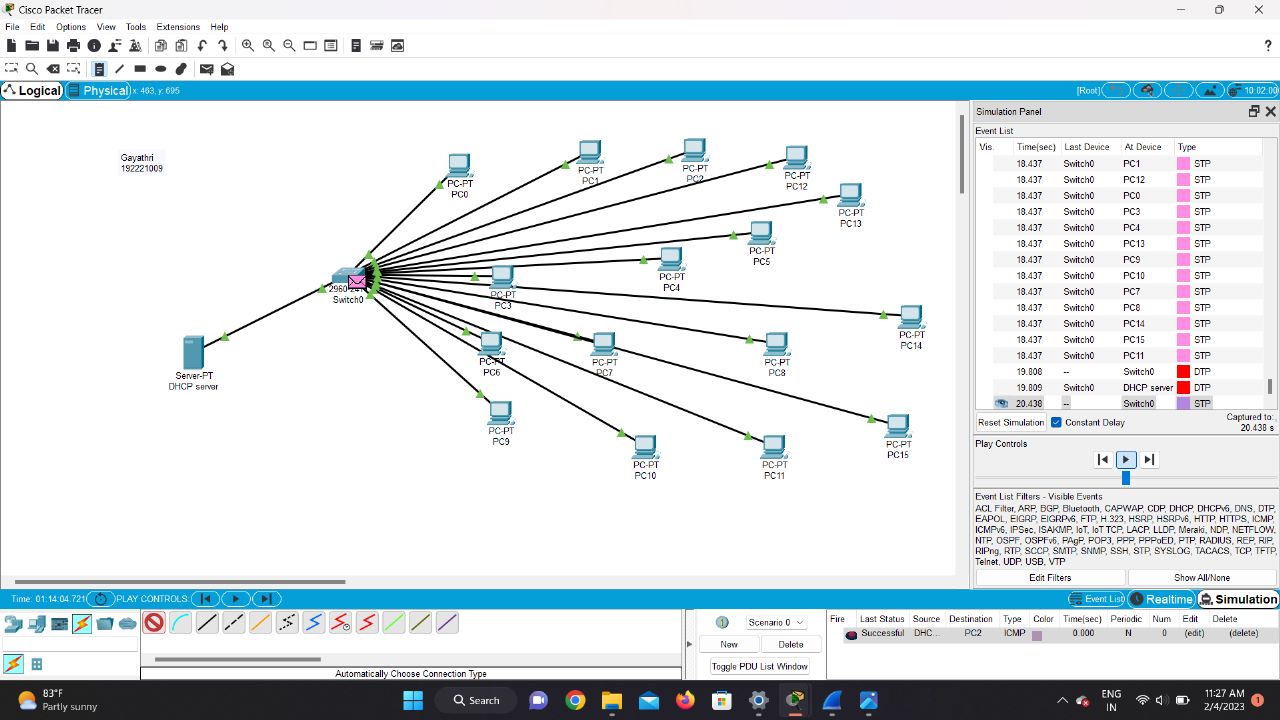 Cisco Packet Tracer
File Edit Options View Tools Extensions Help
?
Logical Physical x: 463, y: 695 [Root] 10:02:00
Gayathri
192221009
PC-PT
PC0
PC-PT
PC1
PC-PT
PC2
PC-PT
PC12
PC-PT
PC13
PC-PT
PC5
PC-PT
PC4
PC-PT
PC3
Switch0
PC-PT
PC14
PC-PT
PC6
PC-PT
PC7
PC-PT
PC8
Server-PT
DHCP server
PC-PT
PC9
PC-PT
PC10
PC-PT
PC11
PC-PT
PC15
Simulation Panel
Event List
Vis. Time(sec) Last Device At Device Type
18.437 Switch0 PC1 STP
18.437 Switch0 PC12 STP
18.437 Switch0 PC0 STP
18.437 Switch0 PC3 STP
18.437 Switch0 PC4 STP
18.437 Switch0 PC13 STP
18.437 Switch0 PC9 STP
18.437 Switch0 PC10 STP
18.437 Switch0 PC7 STP
18.437 Switch0 PC8 STP
18.437 Switch0 PC14 STP
18.437 Switch0 PC15 STP
18.437 Switch0 PC11 STP
19.808 -- Switch0 DTP
19.809 Switch0 DHCP server DTP
20.438 -- Switch0 STP
Reset Simulation Constant Delay Captured to:
20.438 s
Play Controls
Event List Filters - Visible Events
ACL Filter, ARP, BGP, Bluetooth, CAPWAP, CDP, DHCP, DHCPv6, DNS, DTP,
EAPOL, EIGRP, EIGRPv6, FTP, H.323, HSRP, HSRPv6, HTTP, HTTPS, ICMP,
ICMPv6, IPSec, ISAKMP, IoT, IoT TCP, LACP, LLDP, Meraki, NDP, NETFLOW,
NTP, OSPF, OSPFv6, PAgP, POP3, PPP, PPPoED, PTP, RADIUS, REP, RIP,
RIPng, RTP, SCCP, SMTP, SNMP, SSH, STP, SYSLOG, TACACS, TCP, TFTP,
Telnet, UDP, USB, VTP
Edit Filters Show All/None
Time: 01:14:04.721 PLAY CONTROLS: Event List Realtime Simulation
Automatically Choose Connection Type
Scenario 0
New Delete
Toggle PDU List Window
Fire Last Status Source Destination Type Color Time(sec) Periodic Num Edit Delete
Successful DHC... PC2 ICMP 0.000 N 0 (edit) (delete)
83°F
Partly sunny
Search
ENG
IN
11:27 AM
2/4/2023
1